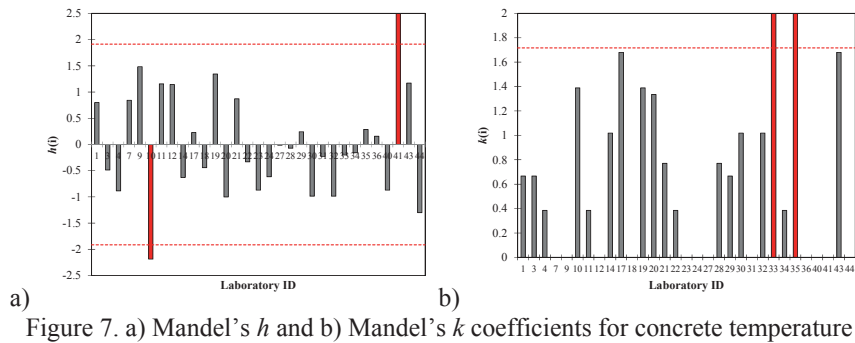 2.5
2
1.5
1
0.5
0
-0.5
-1
-1.5
-2
-2.5
h(i)
1 3 4 7 9 10 11 12 14 17 18 19 20 21 22 23 24 27 28 29 30 31 32 33 34 35 36 40 41 43 44
Laboratory ID
a)
2
1.8
1.6
1.4
1.2
1
0.8
0.6
0.4
0.2
0
k(i)
1 3 4 7 9 10 11 12 14 17 18 19 20 21 22 23 24 27 28 29 30 31 32 33 34 35 36 40 41 43 44
Laboratory ID
b)
Figure 7. a) Mandel's h and b) Mandel's k coefficients for concrete temperature